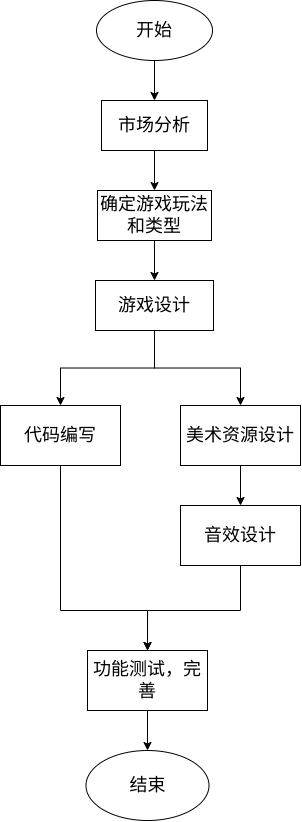 开始
市场分析
确定游戏玩法
和类型
游戏设计
代码编写
美术资源设计
音效设计
功能测试，完
善
结束